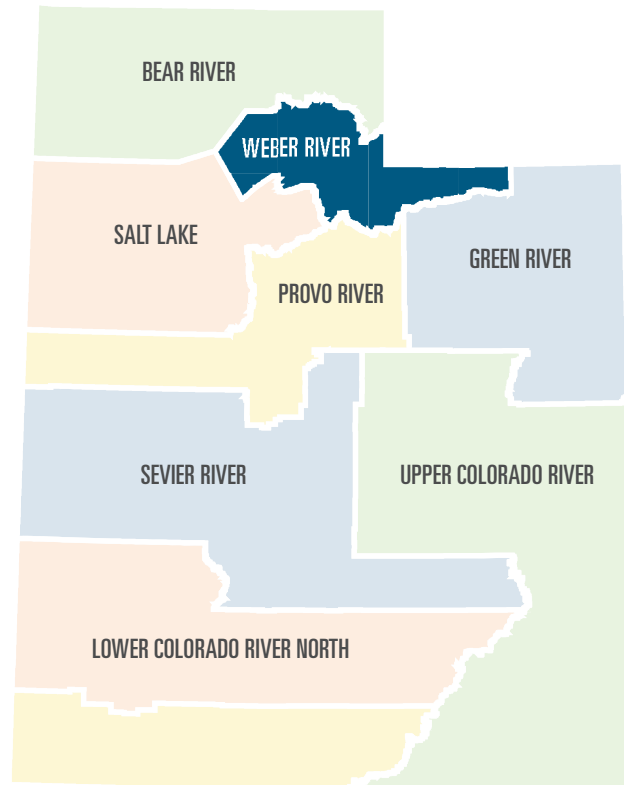 BEAR RIVER
WEBER RIVER
SALT LAKE
GREEN RIVER
PROVO RIVER
SEVIER RIVER
UPPER COLORADO RIVER
LOWER COLORADO RIVER NORTH